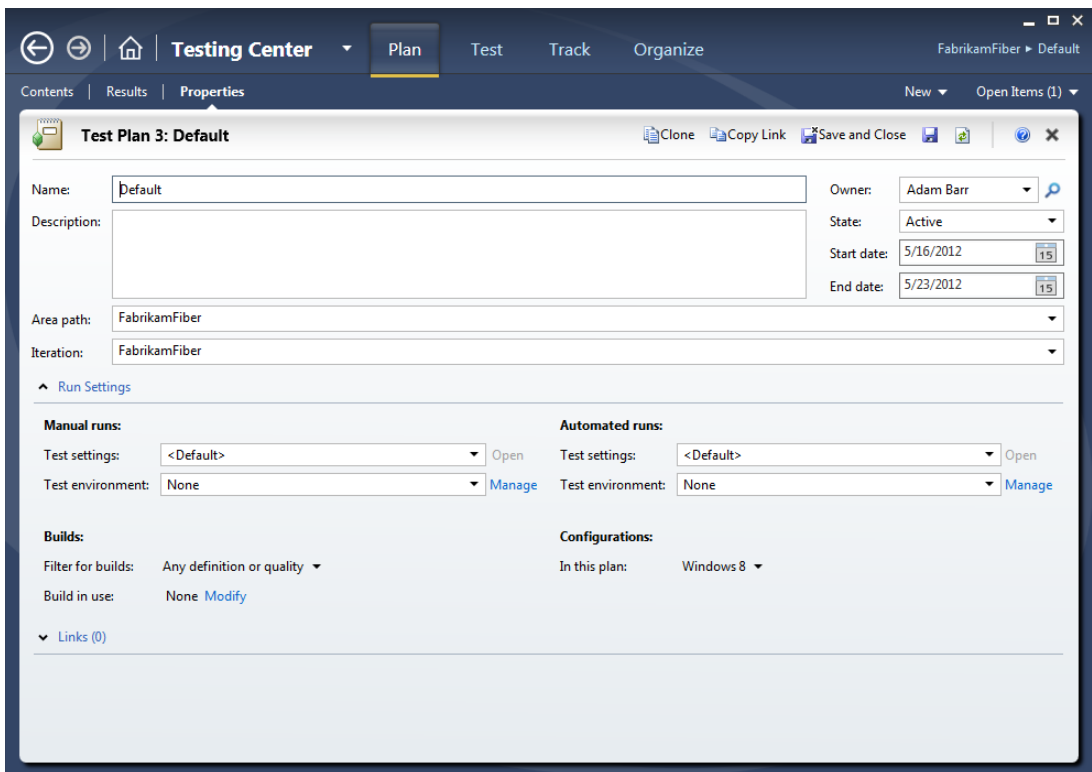 Testing Center Plan Test Track Organize FabrikamFiber ▸ Default
Contents | Results | Properties New Open Items (1)
Test Plan 3: Default Clone Copy Link Save and Close
Name: Default Owner: Adam Barr
Description: State: Active
Start date: 5/16/2012 15
End date: 5/23/2012 15
Area path: FabrikamFiber
Iteration: FabrikamFiber
Run Settings
Manual runs: Automated runs:
Test settings: <Default> Open Test settings: <Default> Open
Test environment: None Manage Test environment: None Manage
Builds: Configurations:
Filter for builds: Any definition or quality In this plan: Windows 8
Build in use: None Modify
Links (0)